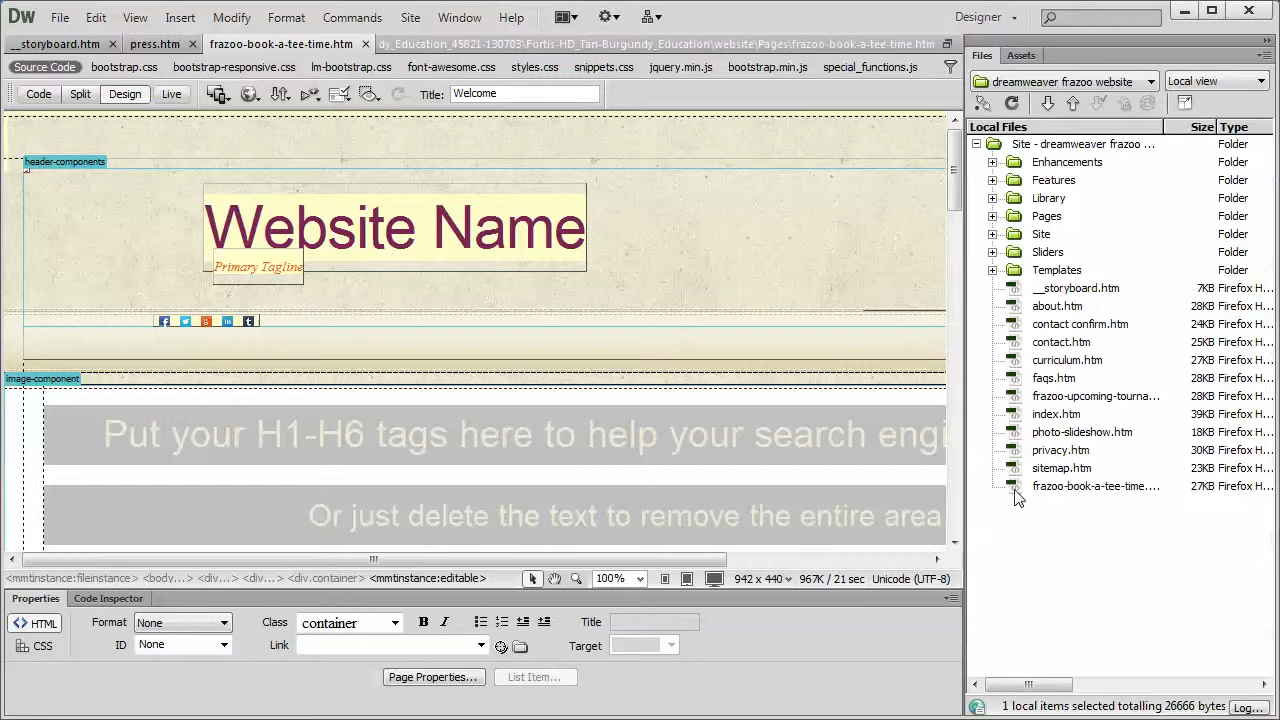 Dw File Edit View Insert Modify Format Commands Site Window Help Designer
__storyboard.htm × press.htm × frazoo-book-a-tee-time.htm × dy_Education_45821-130703\Fortis-HD_Tan-Burgundy_Education\website\Pages\frazoo-book-a-tee-time.htm
Source Code bootstrap.css bootstrap-responsive.css lm-bootstrap.css font-awesome.css styles.css snippets.css jquery.min.js bootstrap.min.js special_functions.js
Code Split Design Live Title: Welcome
header-components
Website Name
Primary Tagline
image-component
Put your H1-H6 tags here to help your search engi
Or just delete the text to remove the entire area.
<mmtinstance:fileinstance> <body...> <div...> <div...> <div.container> <mmtinstance:editable> 100% 942 x 440 967K / 21 sec Unicode (UTF-8)
Properties Code Inspector
<> HTML Format None Class container B I Title
CSS ID None Link Target
Page Properties... List Item...
Files Assets
dreamweaver frazoo website Local view
Local Files Size Type
Site - dreamweaver frazoo ... Folder
Enhancements Folder
Features Folder
Library Folder
Pages Folder
Site Folder
Sliders Folder
Templates Folder
__storyboard.htm 7KB Firefox H...
about.htm 28KB Firefox H...
contact confirm.htm 24KB Firefox H...
contact.htm 25KB Firefox H...
curriculum.htm 27KB Firefox H...
faqs.htm 28KB Firefox H...
frazoo-upcoming-tourna... 28KB Firefox H...
index.htm 39KB Firefox H...
photo-slideshow.htm 18KB Firefox H...
privacy.htm 30KB Firefox H...
sitemap.htm 23KB Firefox H...
frazoo-book-a-tee-time.... 27KB Firefox H...
1 local items selected totalling 26666 bytes Log...